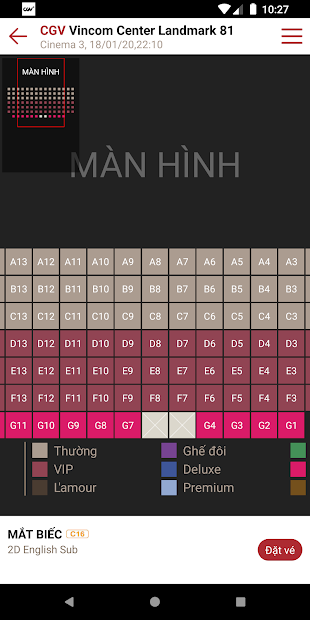 CGV 10:27
CGV Vincom Center Landmark 81
Cinema 3, 18/01/20,22:10
MÀN HÌNH
MÀN HÌNH
A13 A12 A11 A10 A9 A8 A7 A6 A5 A4 A3
B13 B12 B11 B10 B9 B8 B7 B6 B5 B4 B3
C13 C12 C11 C10 C9 C8 C7 C6 C5 C4 C3
D13 D12 D11 D10 D9 D8 D7 D6 D5 D4 D3
E13 E12 E11 E10 E9 E8 E7 E6 E5 E4 E3
F13 F12 F11 F10 F9 F8 F7 F6 F5 F4 F3
G11 G10 G9 G8 G7 G4 G3 G2 G1
Thường Ghế đôi
VIP Deluxe
L'amour Premium
MẮT BIẾC C16
2D English Sub
Đặt vé